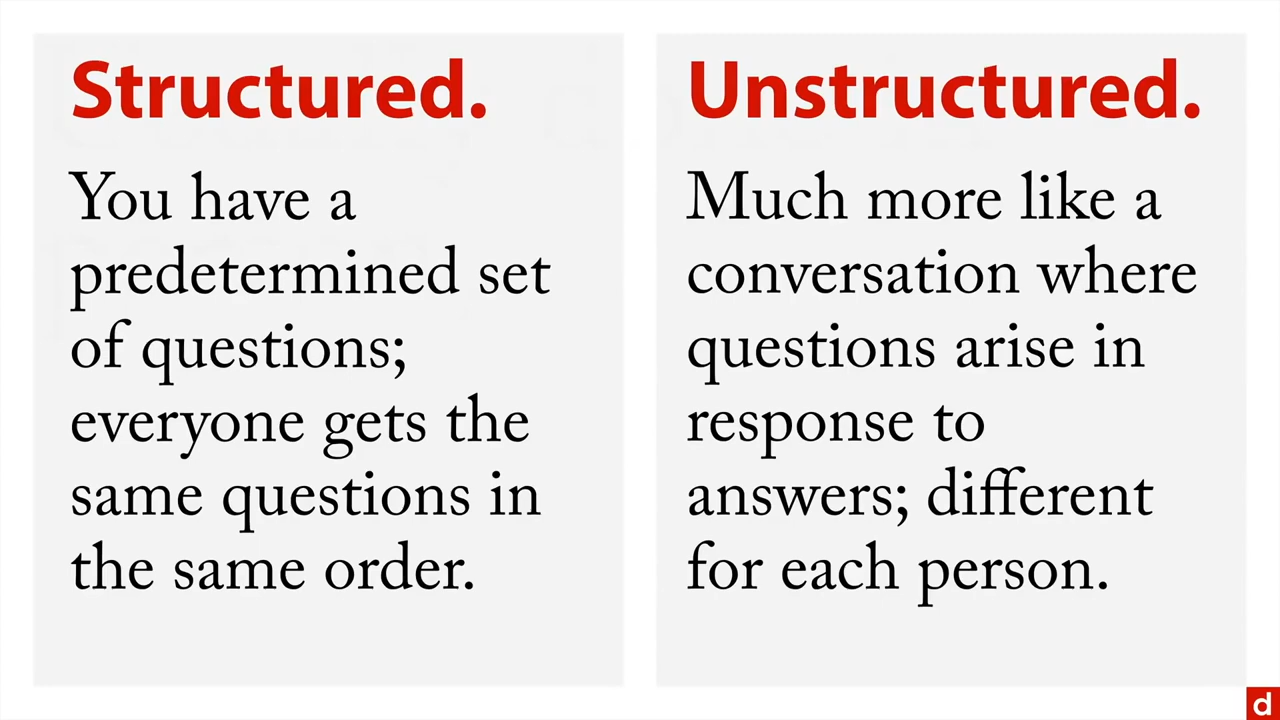 Structured.
You have a
predetermined set
of questions;
everyone gets the
same questions in
the same order.
Unstructured.
Much more like a
conversation where
questions arise in
response to
answers; different
for each person.
d